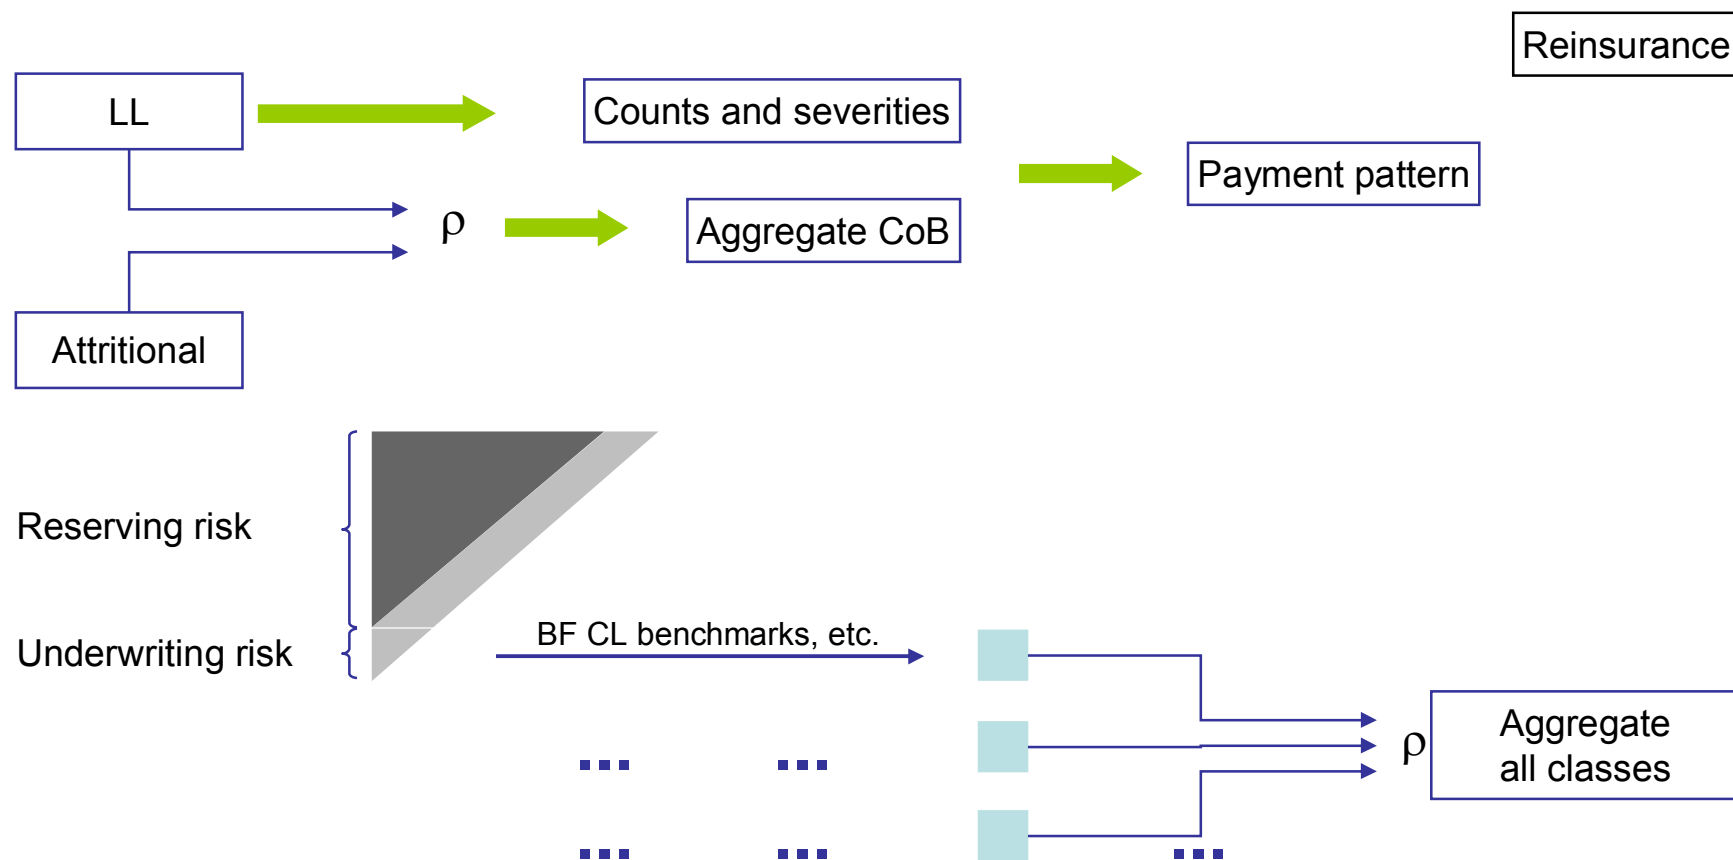 Reinsurance
LL
Counts and severities
Payment pattern
ρ
Aggregate CoB
Attritional
Reserving risk
Underwriting risk
BF CL benchmarks, etc.
ρ
Aggregate
all classes
... ...
... ... ...